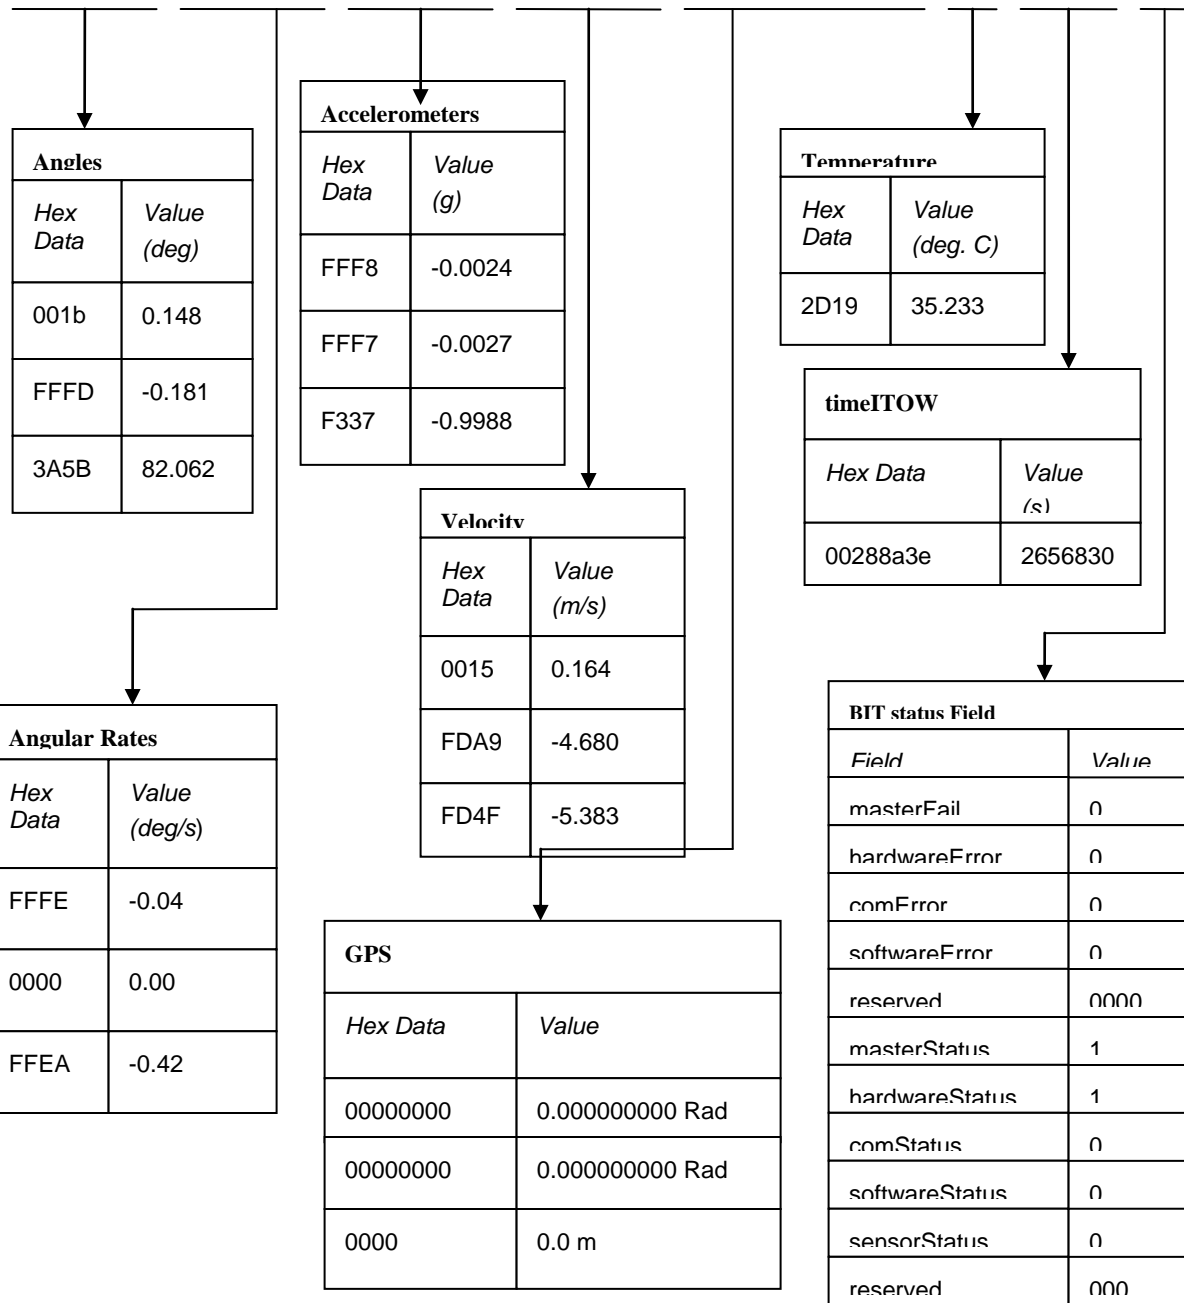 Angles
Hex Data
Value (deg)
001b 0.148
FFFD -0.181
3A5B 82.062
Accelerometers
Hex Data
Value (g)
FFF8 -0.0024
FFF7 -0.0027
F337 -0.9988
Temperature
Hex Data
Value (deg. C)
2D19 35.233
timeITOW
Hex Data
Value (s)
00288a3e 2656830
Velocity
Hex Data
Value (m/s)
0015 0.164
FDA9 -4.680
FD4F -5.383
Angular Rates
Hex Data
Value (deg/s)
FFFE -0.04
0000 0.00
FFEA -0.42
GPS
Hex Data Value
00000000 0.000000000 Rad
00000000 0.000000000 Rad
0000 0.0 m
BIT status Field
Field Value
masterFail 0
hardwareError 0
comError 0
softwareError 0
reserved 0000
masterStatus 1
hardwareStatus 1
comStatus 0
softwareStatus 0
sensorStatus 0
reserved 000